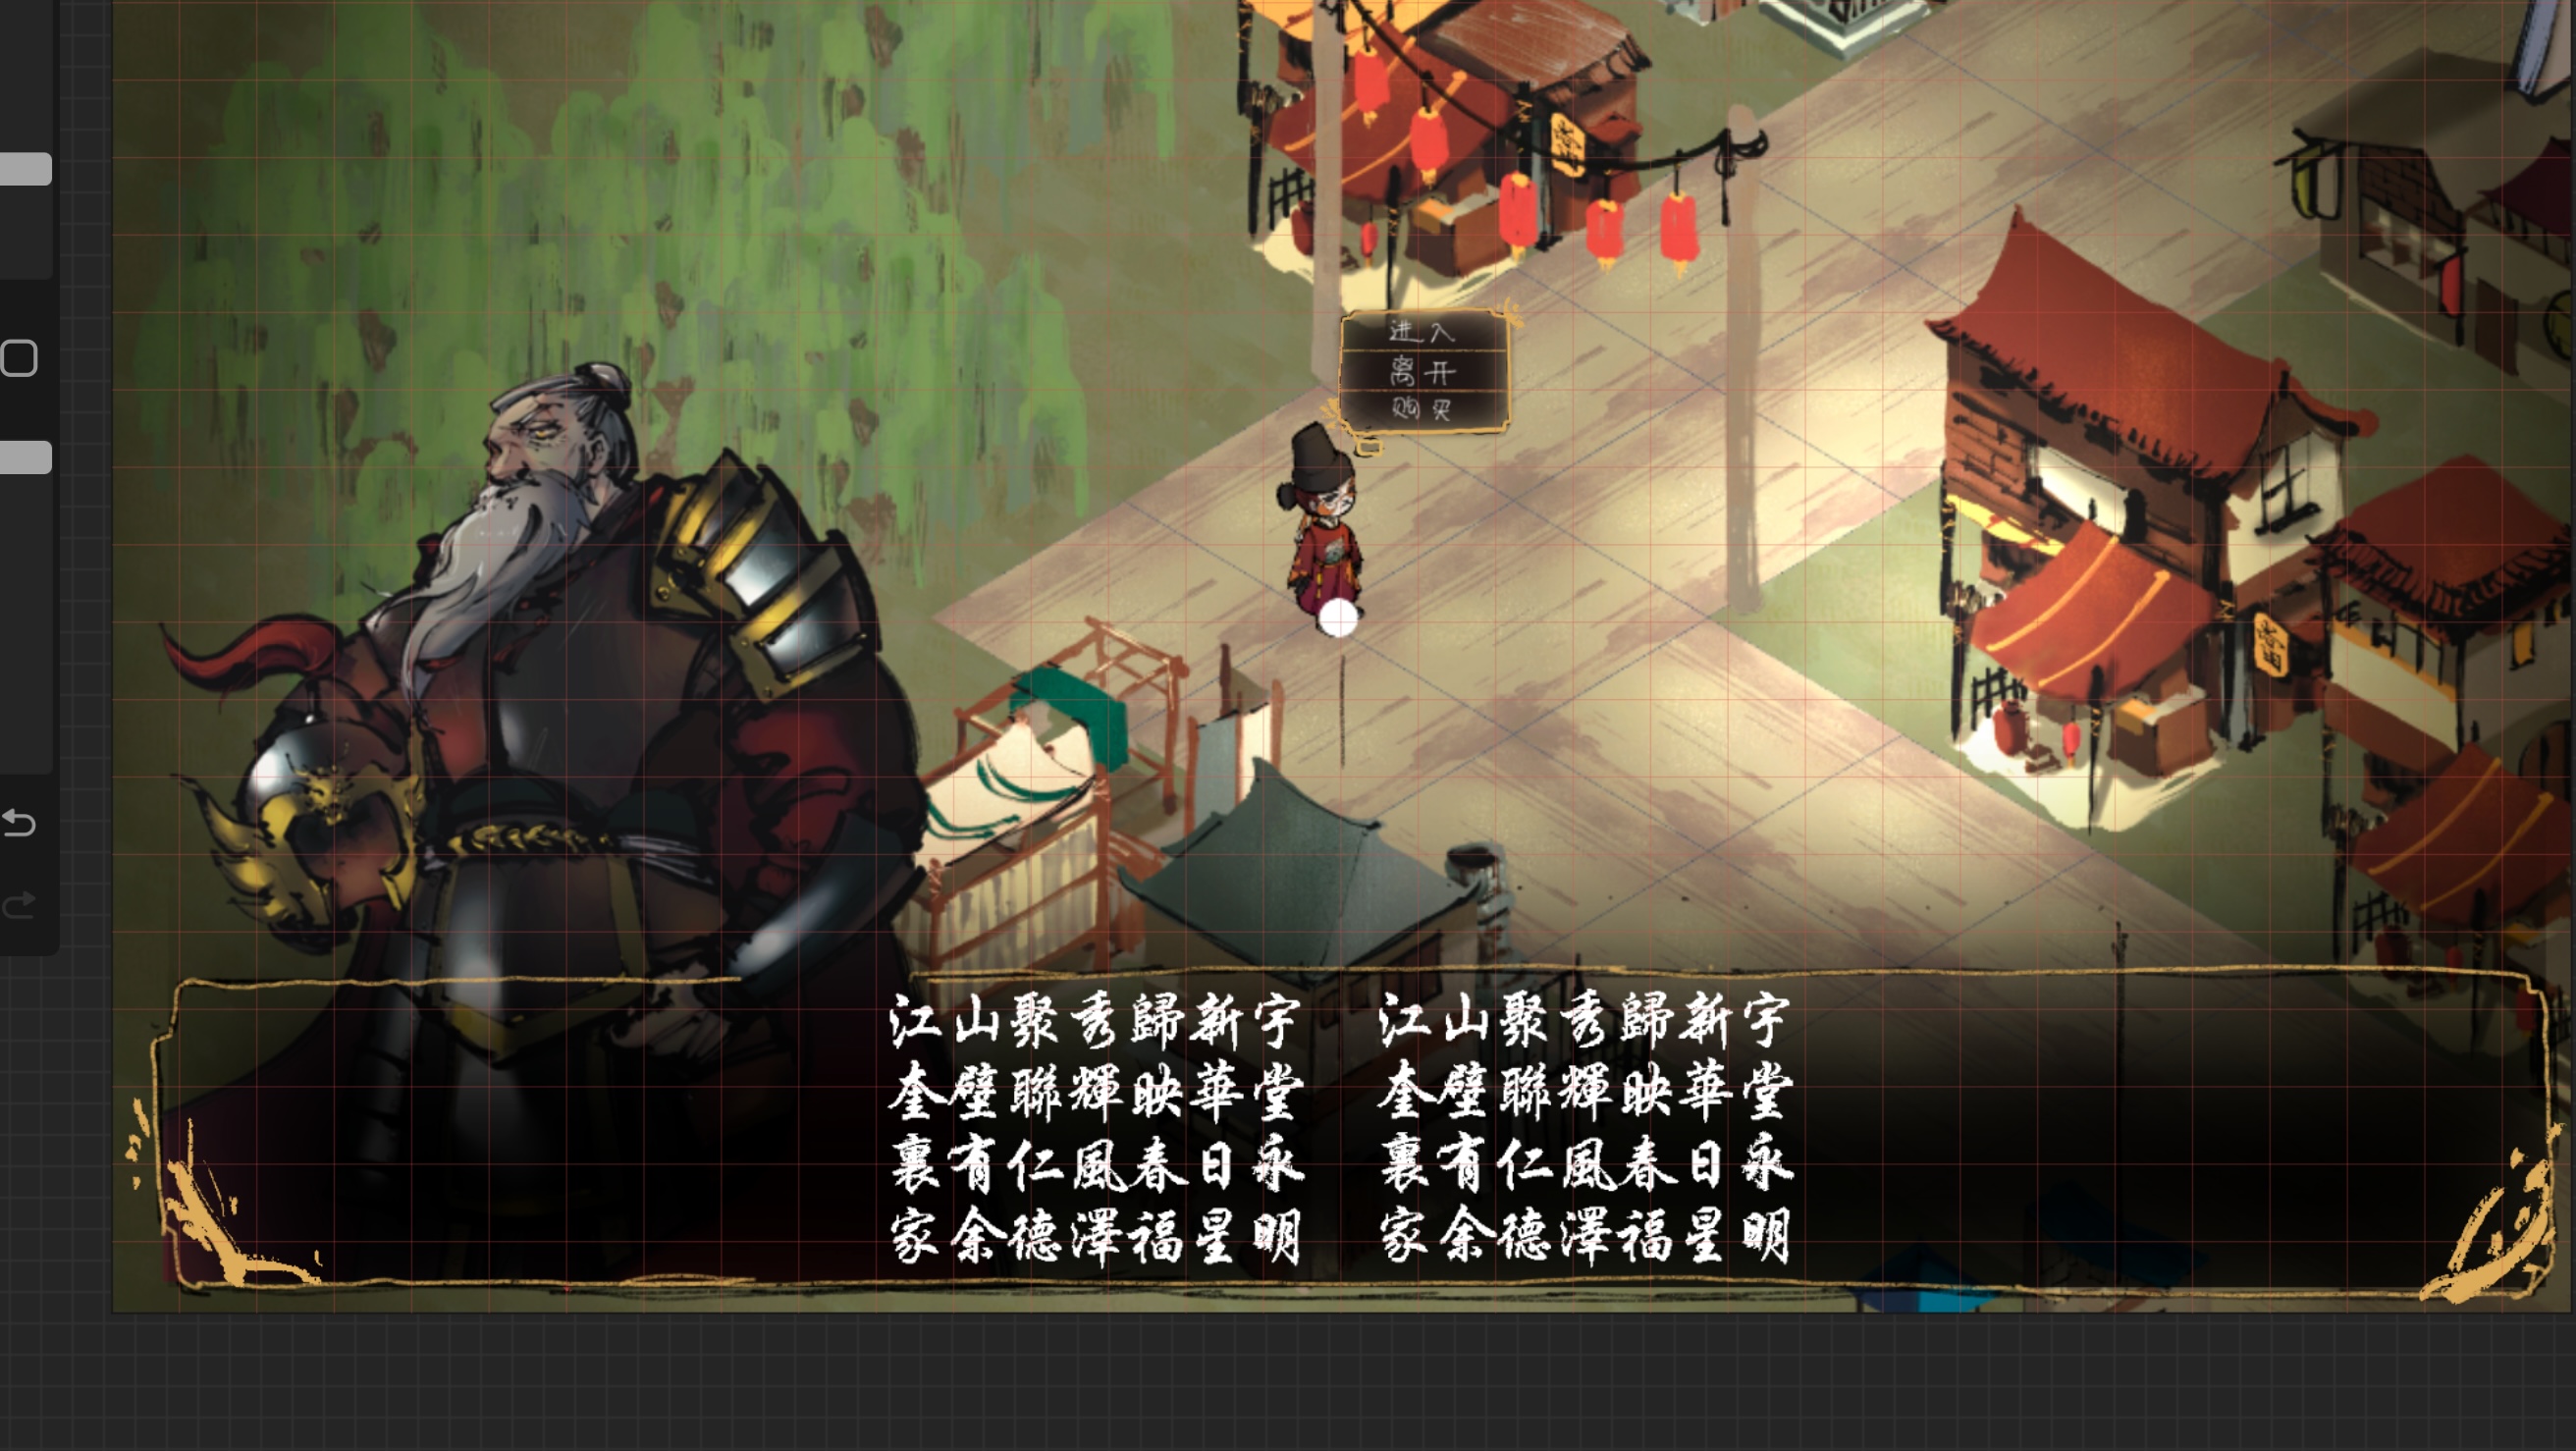 进入
离开
购买
江山聚秀歸新宇 江山聚秀歸新宇
奎壁聯輝映華堂 奎壁聯輝映華堂
裏有仁風春日永 裏有仁風春日永
家余德澤福星明 家余德澤福星明